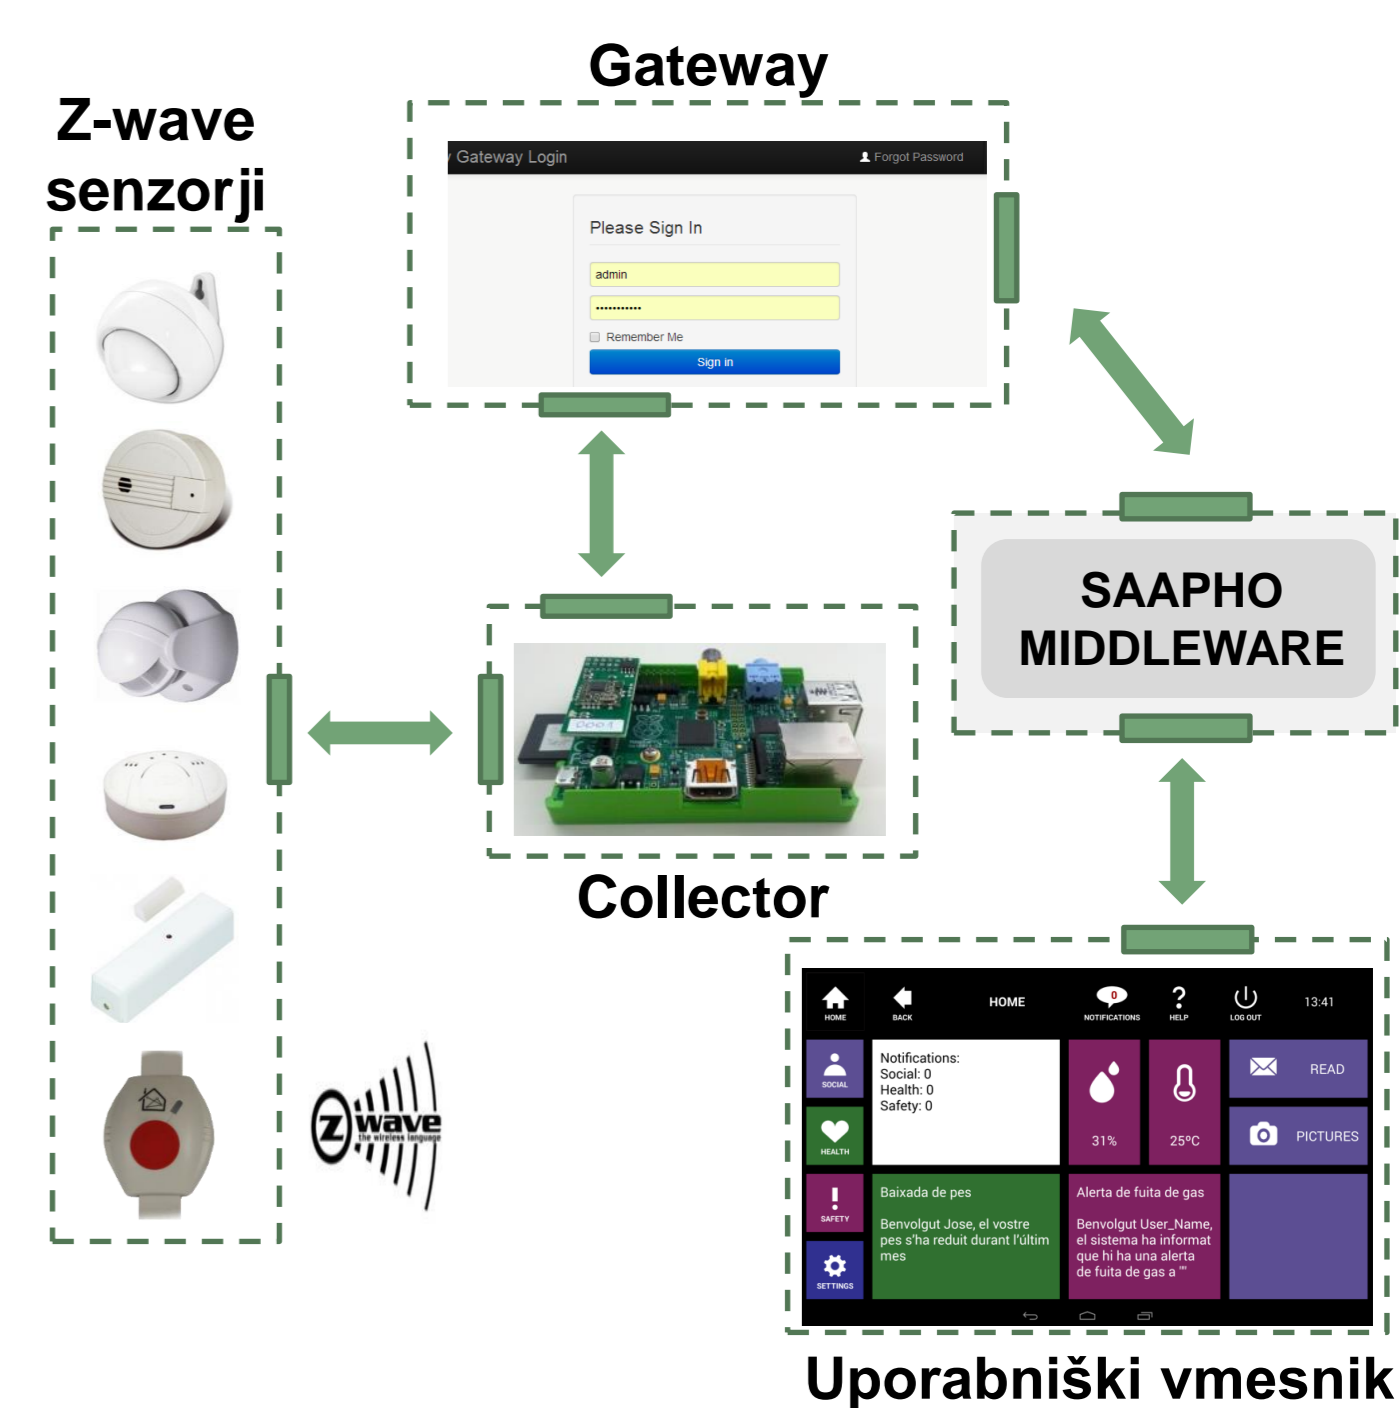 Gateway
Z-wave
senzorji
Gateway Login
Forgot Password
Please Sign In
admin
Remember Me
Sign in
SAAPHO
MIDDLEWARE
0001
Collector
Z wave
the wireless language
HOME
BACK
HOME
0
NOTIFICATIONS
?
HELP
LOG OUT
13:41
SOCIAL
HEALTH
!
SAFETY
SETTINGS
Notifications:
Social: 0
Health: 0
Safety: 0
31%
25ºC
READ
PICTURES
Baixada de pes
Benvolgut Jose, el vostre
pes s'ha reduit durant l'últim
mes
Alerta de fuita de gas
Benvolgut User_Name,
el sistema ha informat
que hi ha una alerta
de fuita de gas a ""
Uporabniški vmesnik